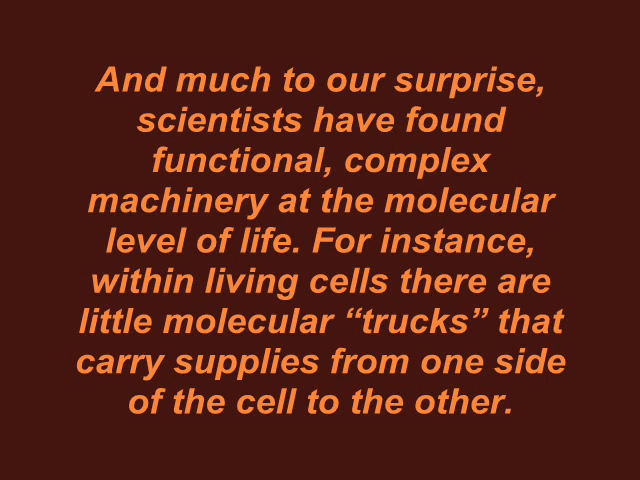 And much to our surprise,
scientists have found
functional, complex
machinery at the molecular
level of life. For instance,
within living cells there are
little molecular “trucks” that
carry supplies from one side
of the cell to the other.